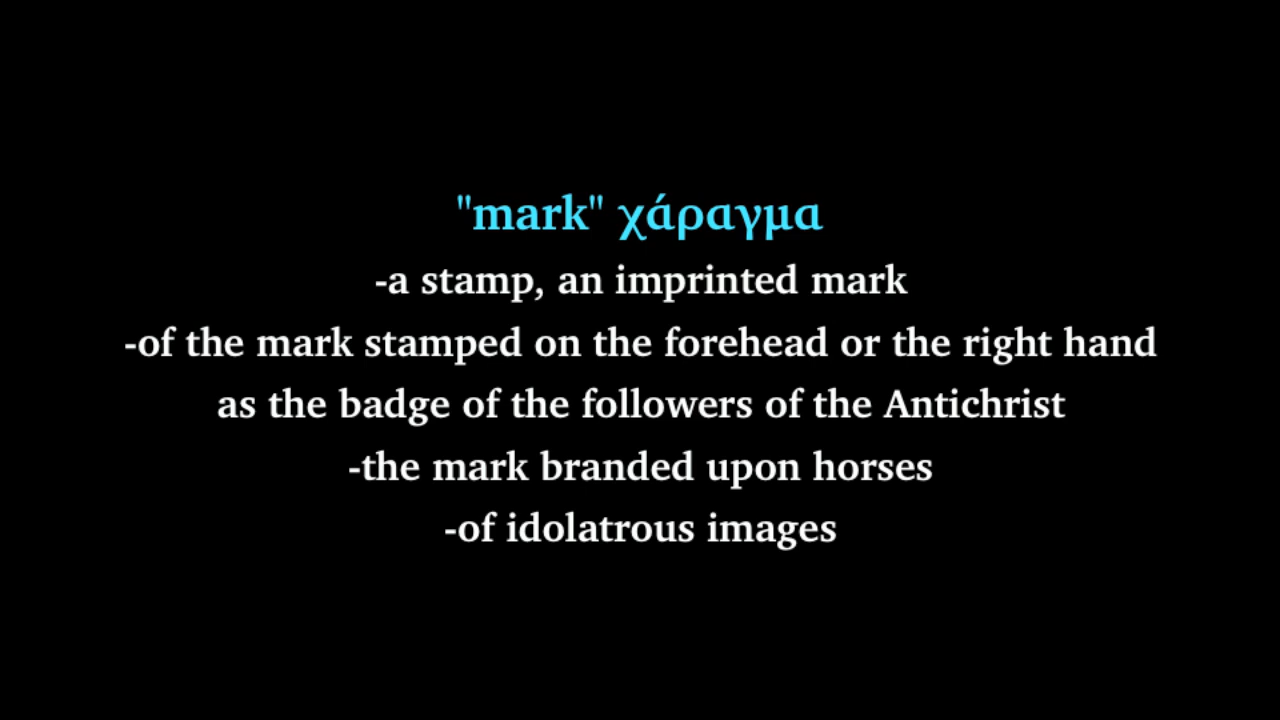 "mark" χάραγμα
-a stamp, an imprinted mark
-of the mark stamped on the forehead or the right hand
as the badge of the followers of the Antichrist
-the mark branded upon horses
-of idolatrous images